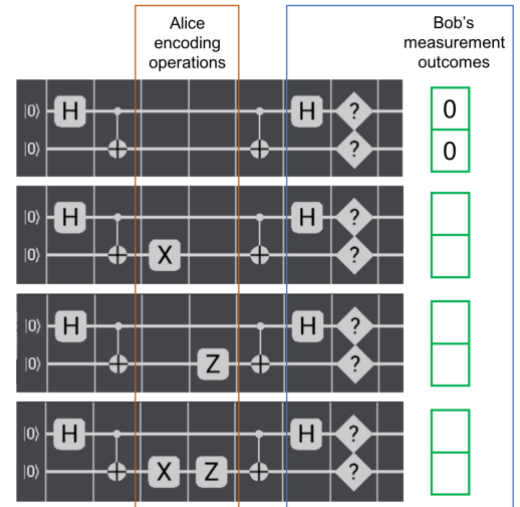 Alice
encoding
operations
Bob's
measurement
outcomes
|0⟩ H H ? 0
|0⟩ ? 0
|0⟩ H H ?
|0⟩ X ?
|0⟩ H H ?
|0⟩ Z ?
|0⟩ H H ?
|0⟩ X Z ?